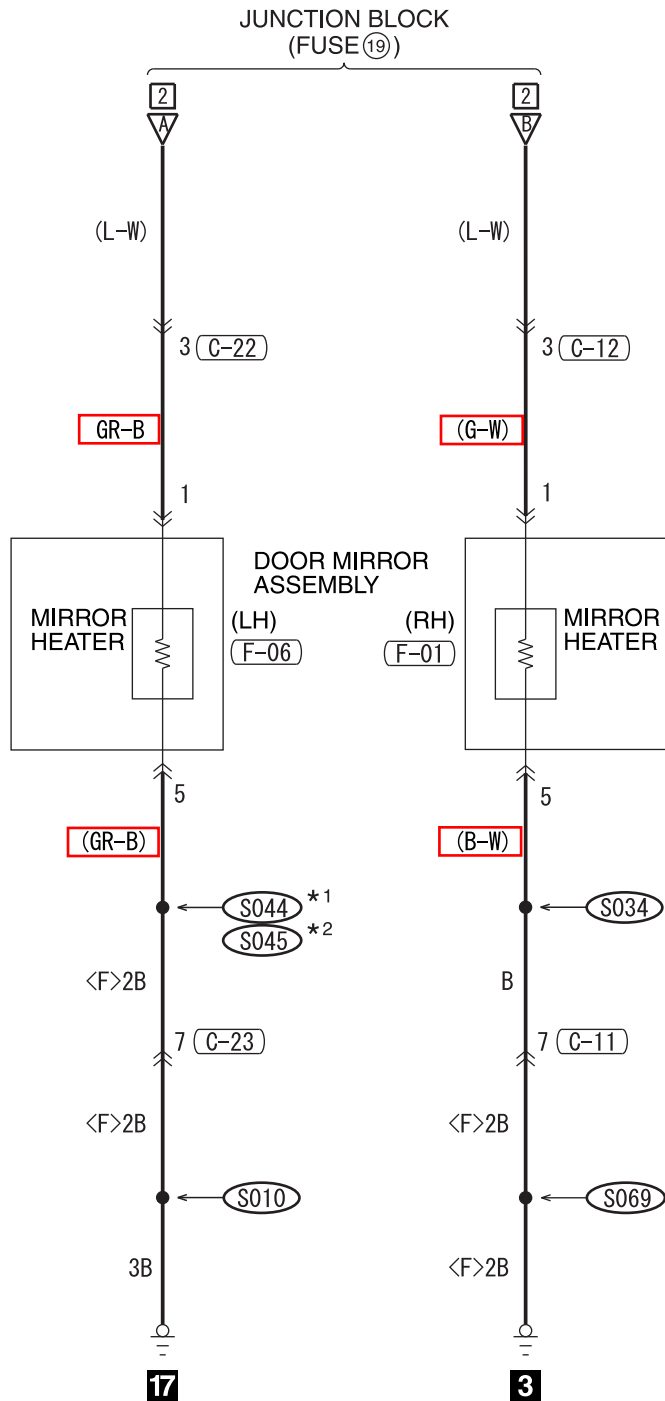 JUNCTION BLOCK
(FUSE⑲)
2 2
A B
(L-W) (L-W)
3 C-22 3 C-12
GR-B (G-W)
1 1
DOOR MIRROR
ASSEMBLY
MIRROR
HEATER
(LH)
F-06
(RH)
F-01
MIRROR
HEATER
5 5
(GR-B) (B-W)
S044 *1 S034
S045 *2
<F>2B B
7 C-23 7 C-11
<F>2B <F>2B
S010 S069
3B <F>2B
17 3